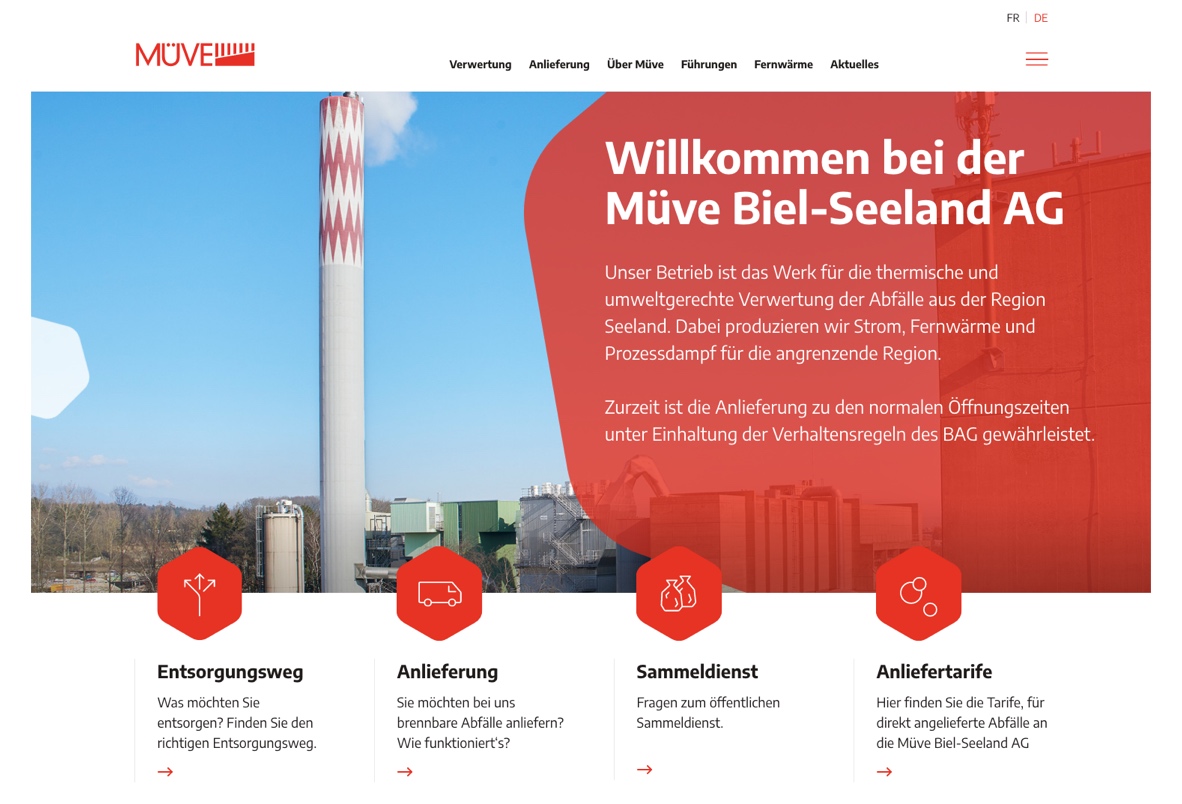 FR | DE
MÜVE
Verwertung Anlieferung Über Müve Führungen Fernwärme Aktuelles
Willkommen bei der
Müve Biel-Seeland AG
Unser Betrieb ist das Werk für die thermische und
umweltgerechte Verwertung der Abfälle aus der Region
Seeland. Dabei produzieren wir Strom, Fernwärme und
Prozessdampf für die angrenzende Region.
Zurzeit ist die Anlieferung zu den normalen Öffnungszeiten
unter Einhaltung der Verhaltensregeln des BAG gewährleistet.
Entsorgungsweg
Was möchten Sie
entsorgen? Finden Sie den
richtigen Entsorgungsweg.
Anlieferung
Sie möchten bei uns
brennbare Abfälle anliefern?
Wie funktioniert's?
Sammeldienst
Fragen zum öffentlichen
Sammeldienst.
Anliefertarife
Hier finden Sie die Tarife, für
direkt angelieferte Abfälle an
die Müve Biel-Seeland AG